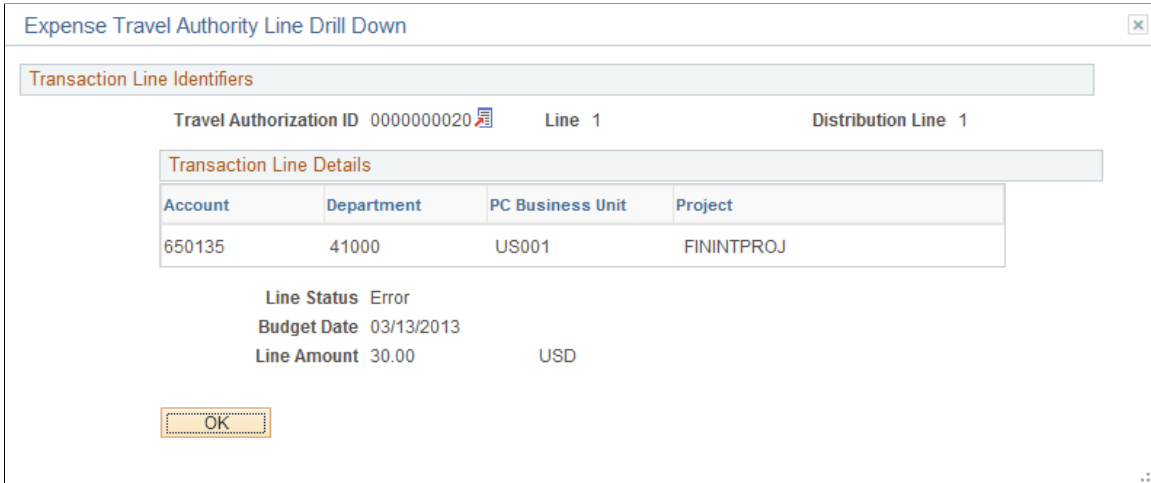 Expense Travel Authority Line Drill Down
Transaction Line Identifiers
Travel Authorization ID 0000000020 Line 1 Distribution Line 1
Transaction Line Details
Account Department PC Business Unit Project
650135 41000 US001 FININTPROJ
Line Status Error
Budget Date 03/13/2013
Line Amount 30.00 USD
OK